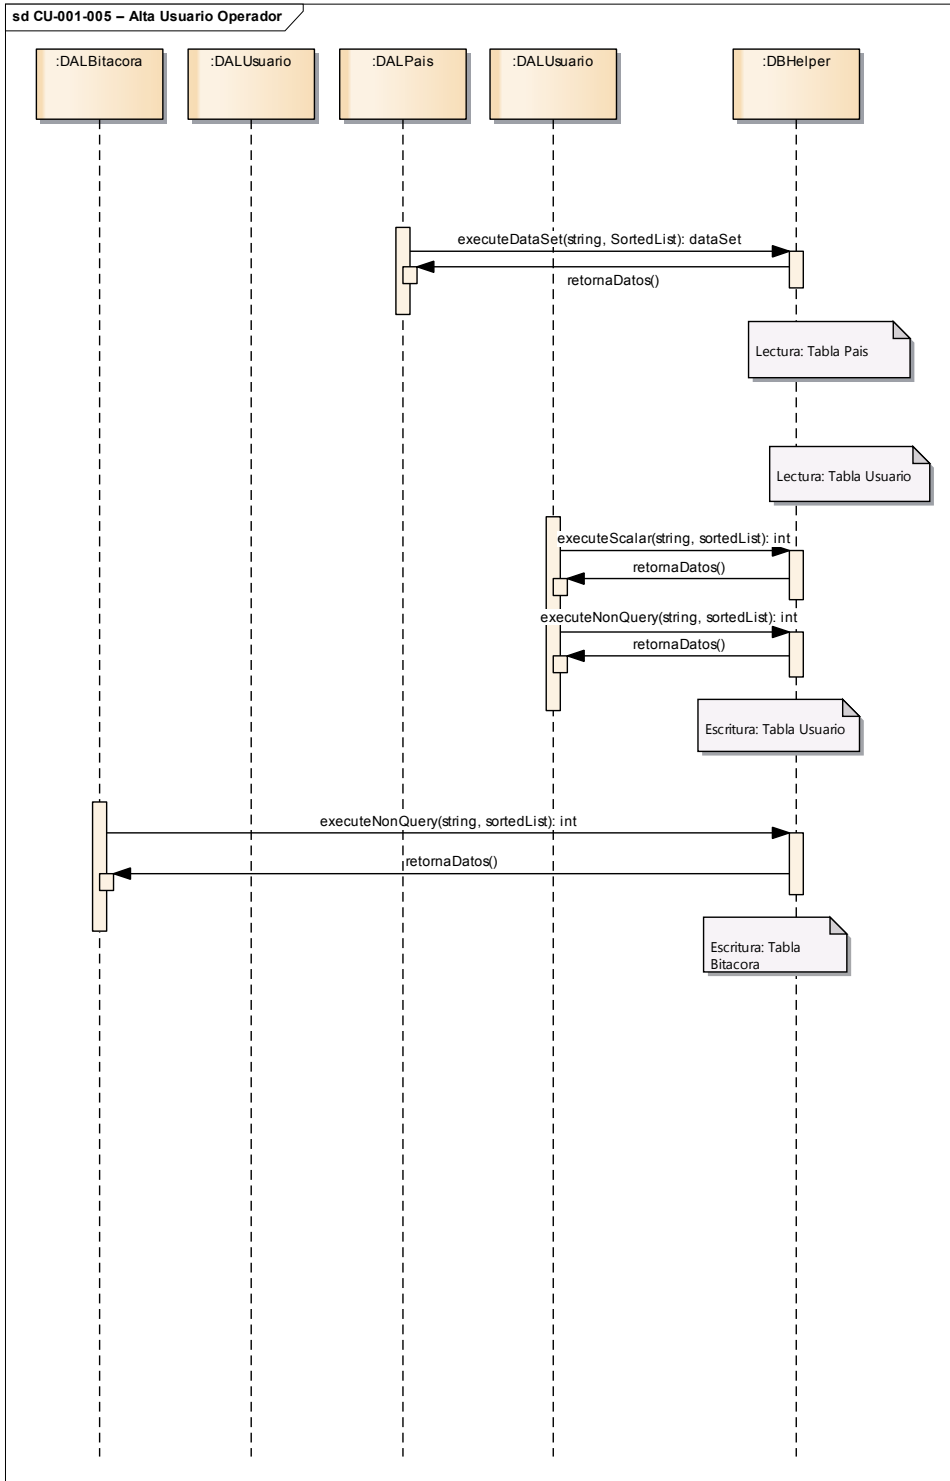 sd CU-001-005 – Alta Usuario Operador
:DALBitacora
:DALUsuario
:DALPais
:DALUsuario
:DBHelper
executeDataSet(string, SortedList): dataSet
retornaDatos()
Lectura: Tabla Pais
Lectura: Tabla Usuario
executeScalar(string, sortedList): int
retornaDatos()
executeNonQuery(string, sortedList): int
retornaDatos()
Escritura: Tabla Usuario
executeNonQuery(string, sortedList): int
retornaDatos()
Escritura: Tabla
Bitacora